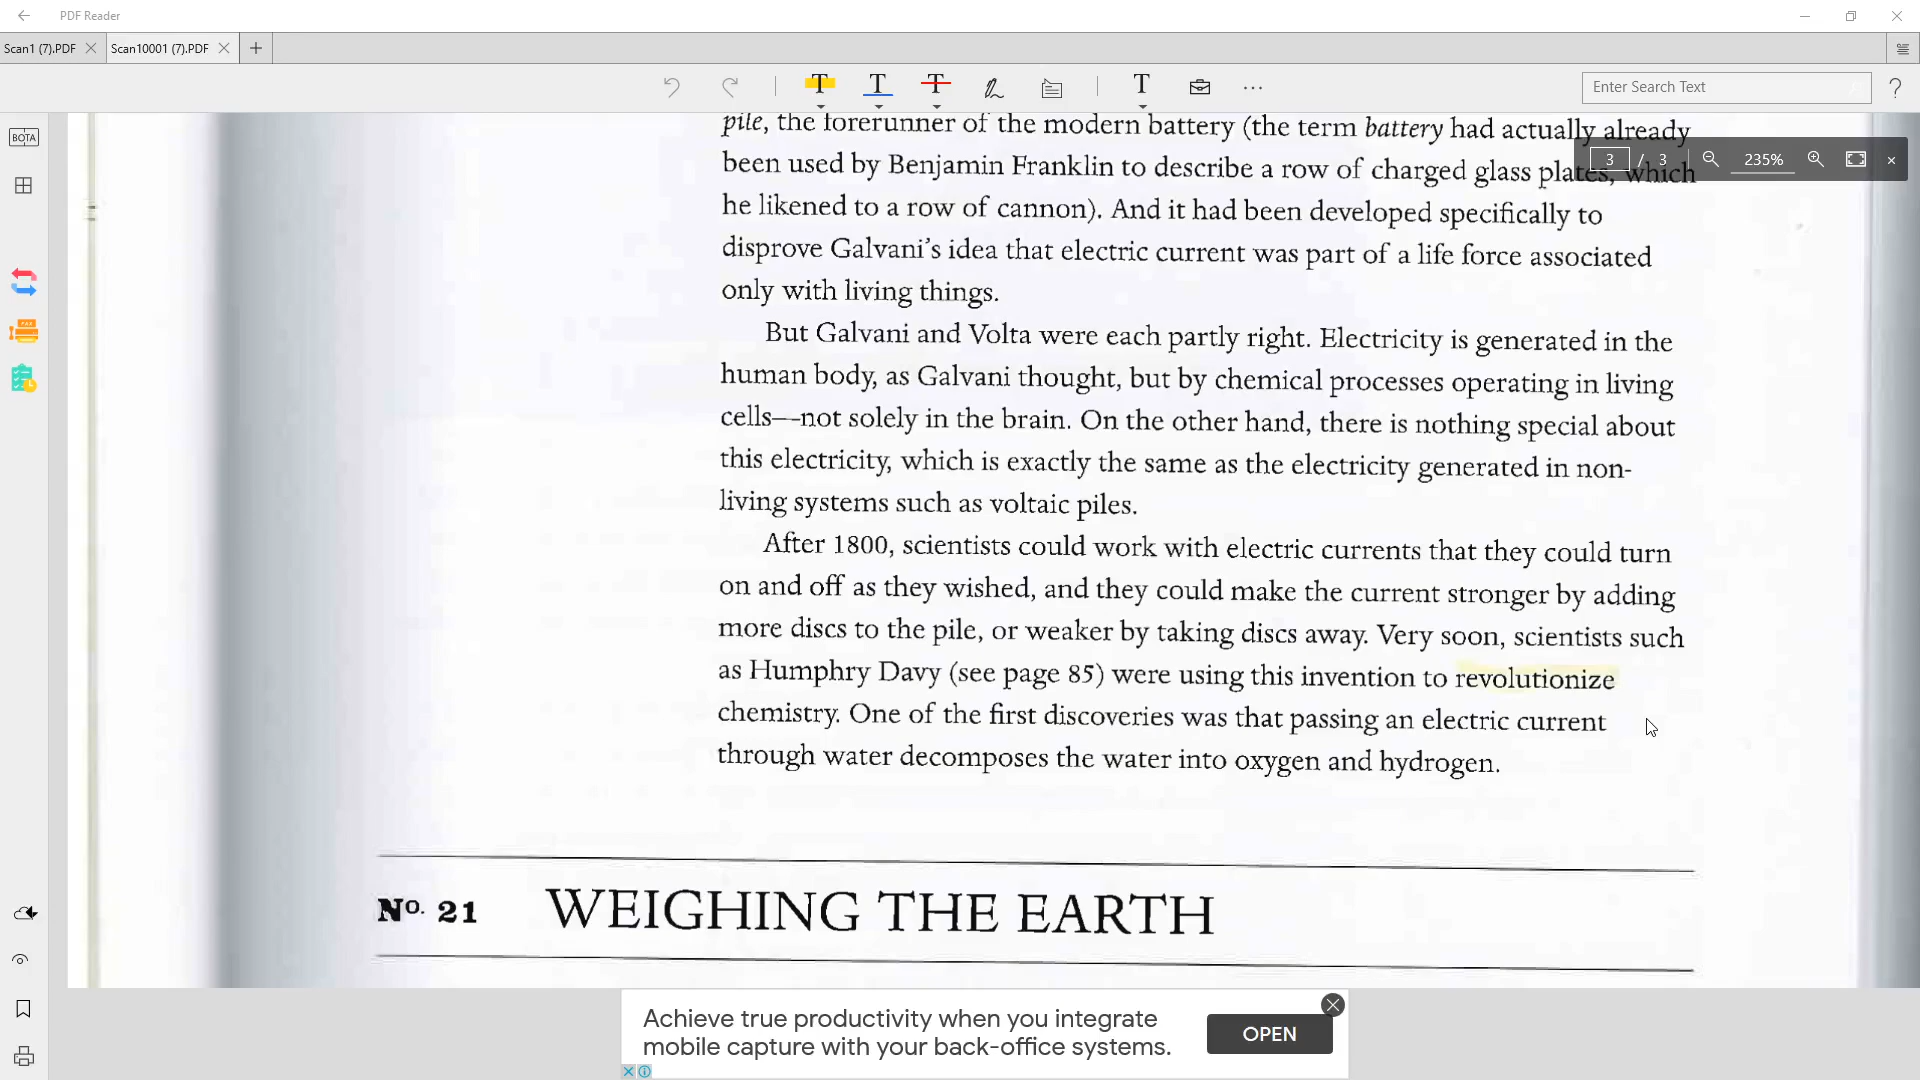 PDF Reader
Scan1 (7).PDF
Scan10001 (7).PDF
Enter Search Text
BOTA
3 / 3
235%
pile, the forerunner of the modern battery (the term battery had actually already
been used by Benjamin Franklin to describe a row of charged glass plates, which
he likened to a row of cannon). And it had been developed specifically to
disprove Galvani's idea that electric current was part of a life force associated
only with living things.
But Galvani and Volta were each partly right. Electricity is generated in the
human body, as Galvani thought, but by chemical processes operating in living
cells—not solely in the brain. On the other hand, there is nothing special about
this electricity, which is exactly the same as the electricity generated in non-
living systems such as voltaic piles.
After 1800, scientists could work with electric currents that they could turn
on and off as they wished, and they could make the current stronger by adding
more discs to the pile, or weaker by taking discs away. Very soon, scientists such
as Humphry Davy (see page 85) were using this invention to revolutionize
chemistry. One of the first discoveries was that passing an electric current
through water decomposes the water into oxygen and hydrogen.
No. 21 WEIGHING THE EARTH
Achieve true productivity when you integrate
mobile capture with your back-office systems.
OPEN